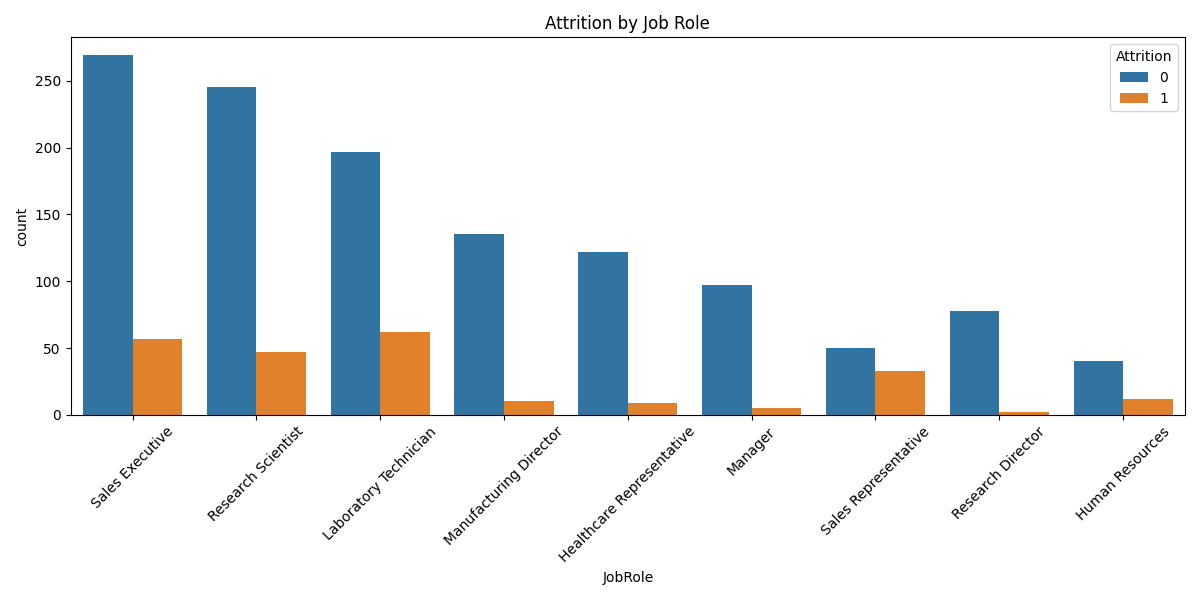 Attrition by Job Role
Attrition
0
1
count
250
200
150
100
50
0
Sales Executive
Research Scientist
Laboratory Technician
Manufacturing Director
Healthcare Representative
Manager
Sales Representative
Research Director
Human Resources
JobRole